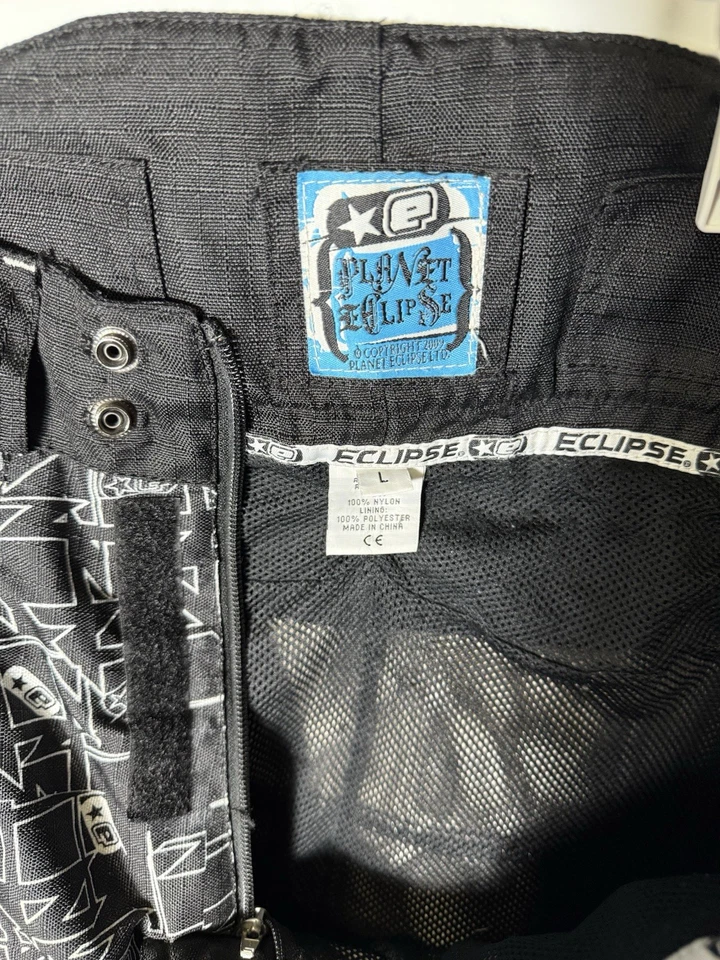 e
PLANET
ECLIPSE
© COPYRIGHT 2009
PLANET ECLIPSE LTD.
e ECLIPSE® e ECLIPSE®
L
100% NYLON
LINING:
100% POLYESTER
MADE IN CHINA
CE
e
e